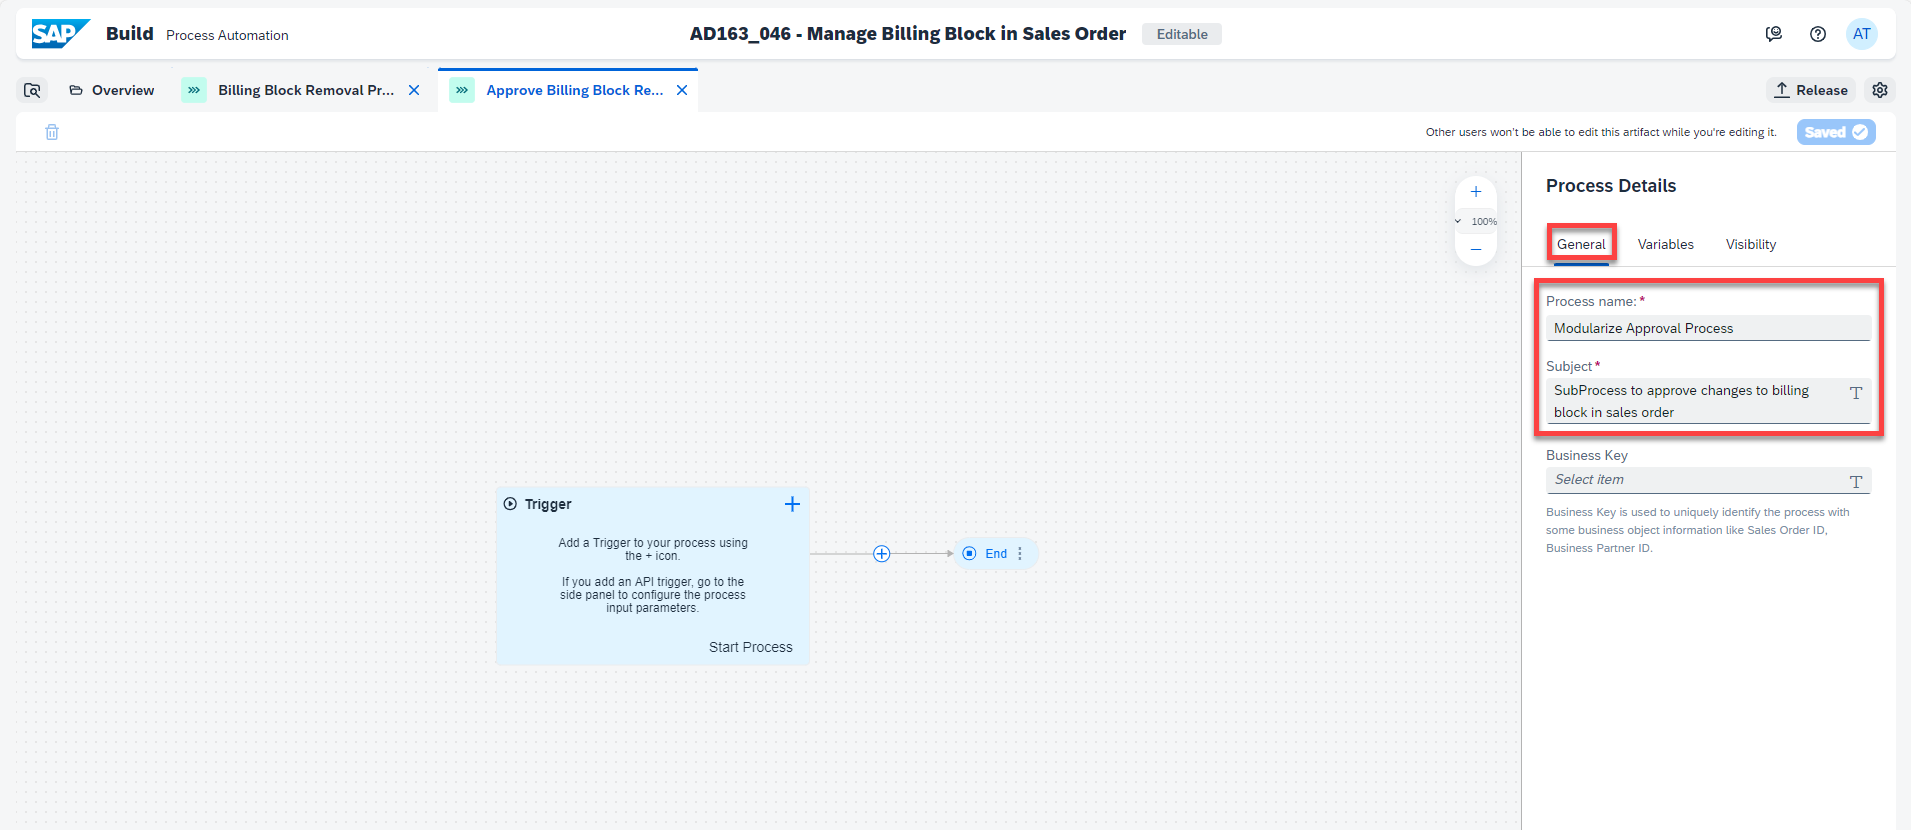 SAP Build Process Automation
AD163_046 - Manage Billing Block in Sales Order Editable
AT
Overview
Billing Block Removal Pr...
Approve Billing Block Re...
Release
Other users won't be able to edit this artifact while you're editing it.
Saved
100%
Trigger
Add a Trigger to your process using
the + icon.
If you add an API trigger, go to the
side panel to configure the process
input parameters.
Start Process
End
Process Details
General Variables Visibility
Process name:*
Modularize Approval Process
Subject*
SubProcess to approve changes to billing
block in sales order
T
Business Key
Select item
T
Business Key is used to uniquely identify the process with
some business object information like Sales Order ID,
Business Partner ID.